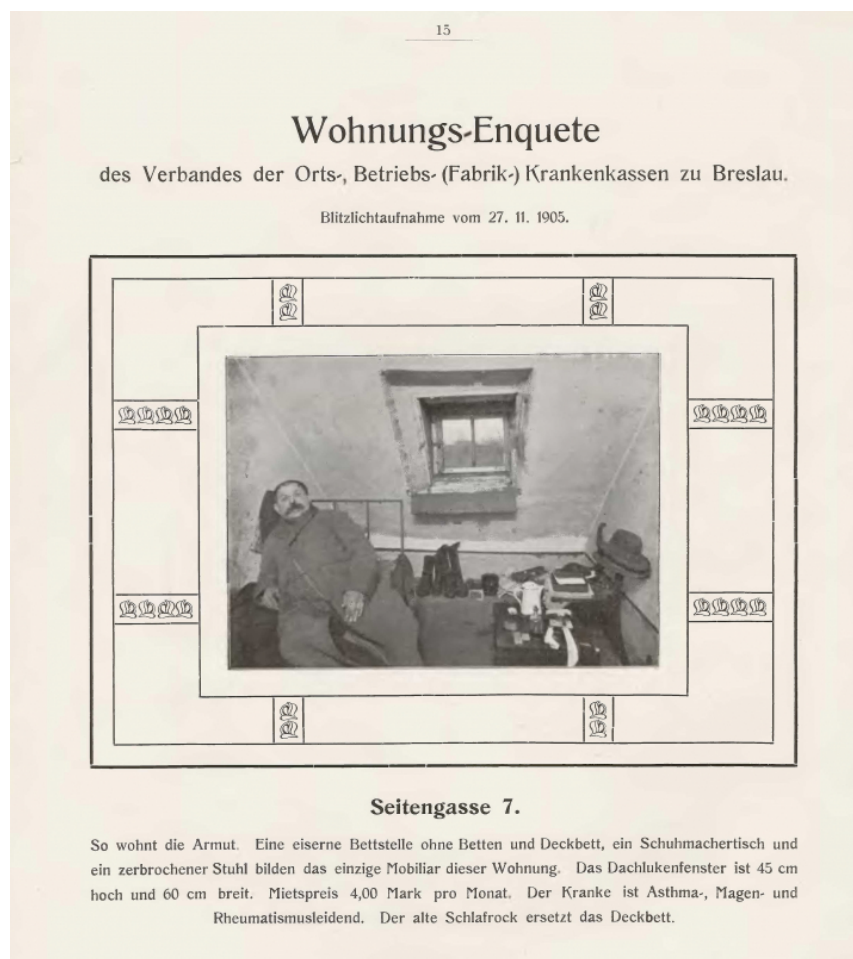 15
Wohnungs-Enquete
des Verbandes der Orts-, Betriebs- (Fabrik-) Krankenkassen zu Breslau.
Blitzlichtaufnahme vom 27. 11. 1905.
Seitengasse 7.
So wohnt die Armut. Eine eiserne Bettstelle ohne Betten und Deckbett, ein Schuhmachertisch und
ein zerbrochener Stuhl bilden das einzige Mobiliar dieser Wohnung. Das Dachlukenfenster ist 45 cm
hoch und 60 cm breit. Mietspreis 4,00 Mark pro Monat. Der Kranke ist Asthma-, Magen- und
Rheumatismusleidend. Der alte Schlafrock ersetzt das Deckbett.